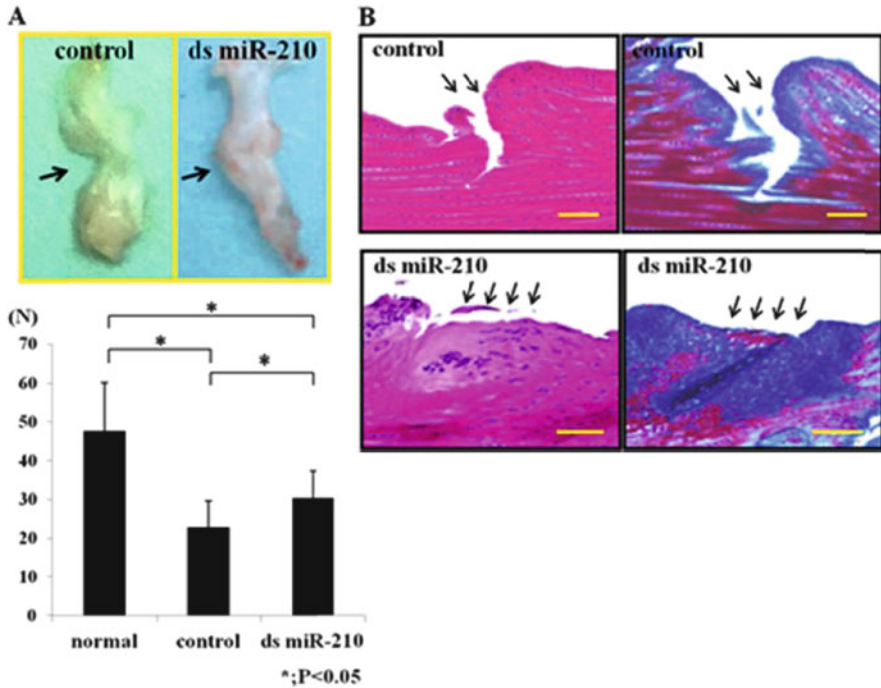 A
control
ds miR-210
B
control
control
ds miR-210
ds miR-210
(N)
70
60
50
40
30
20
10
0
*
*
*
normal
control
ds miR-210
*;P<0.05